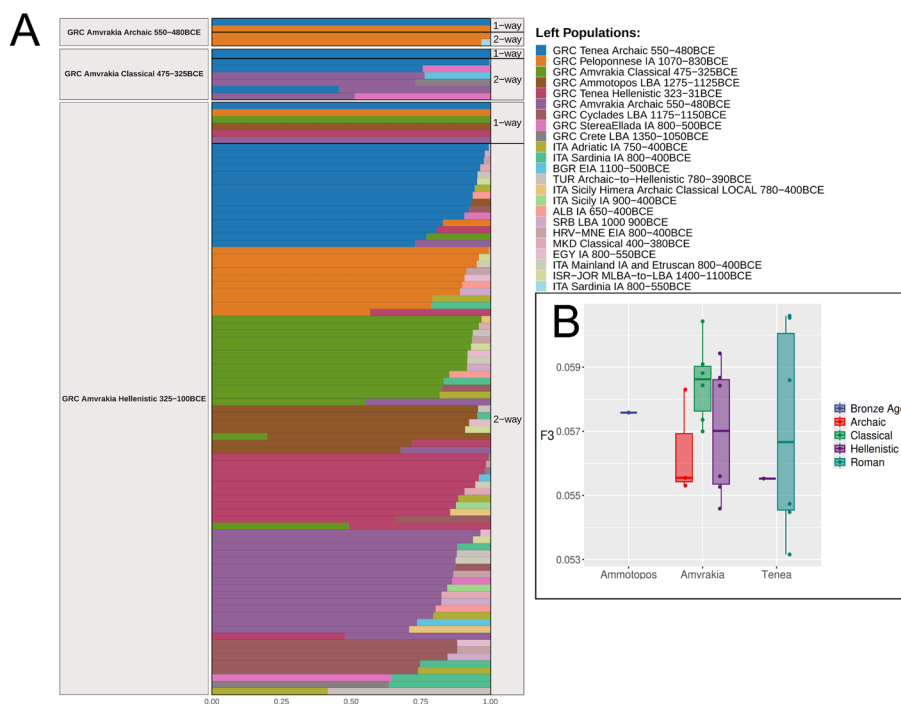 A
GRC Amvrakia Archaic 550−480BCE
1−way
2−way
GRC Amvrakia Classical 475−325BCE
1−way
2−way
GRC Amvrakia Hellenistic 325−100BCE
1−way
2−way
0.00 0.25 0.50 0.75 1.00
Left Populations:
GRC Tenea Archaic 550−480BCE
GRC Peloponnese IA 1070−830BCE
GRC Amvrakia Classical 475−325BCE
GRC Ammotopos LBA 1275−1125BCE
GRC Tenea Hellenistic 323−31BCE
GRC Amvrakia Archaic 550−480BCE
GRC Cyclades LBA 1175−1150BCE
GRC StereaEllada IA 800−500BCE
GRC Crete LBA 1350−1050BCE
ITA Adriatic IA 750−400BCE
ITA Sardinia IA 800−400BCE
BGR EIA 1100−500BCE
TUR Archaic−to−Hellenistic 780−390BCE
ITA Sicily Himera Archaic Classical LOCAL 780−400BCE
ITA Sicily IA 900−400BCE
ALB IA 650−400BCE
SRB LBA 1000 900BCE
HRV−MNE EIA 800−400BCE
MKD Classical 400−380BCE
EGY IA 800−550BCE
ITA Mainland IA and Etruscan 800−400BCE
ISR−JOR MLBA−to−LBA 1400−1100BCE
ITA Sardinia IA 800−550BCE
B
F3
0.059
0.057
0.055
0.053
Ammotopos Amvrakia Tenea
Bronze Ag
Archaic
Classical
Hellenistic
Roman